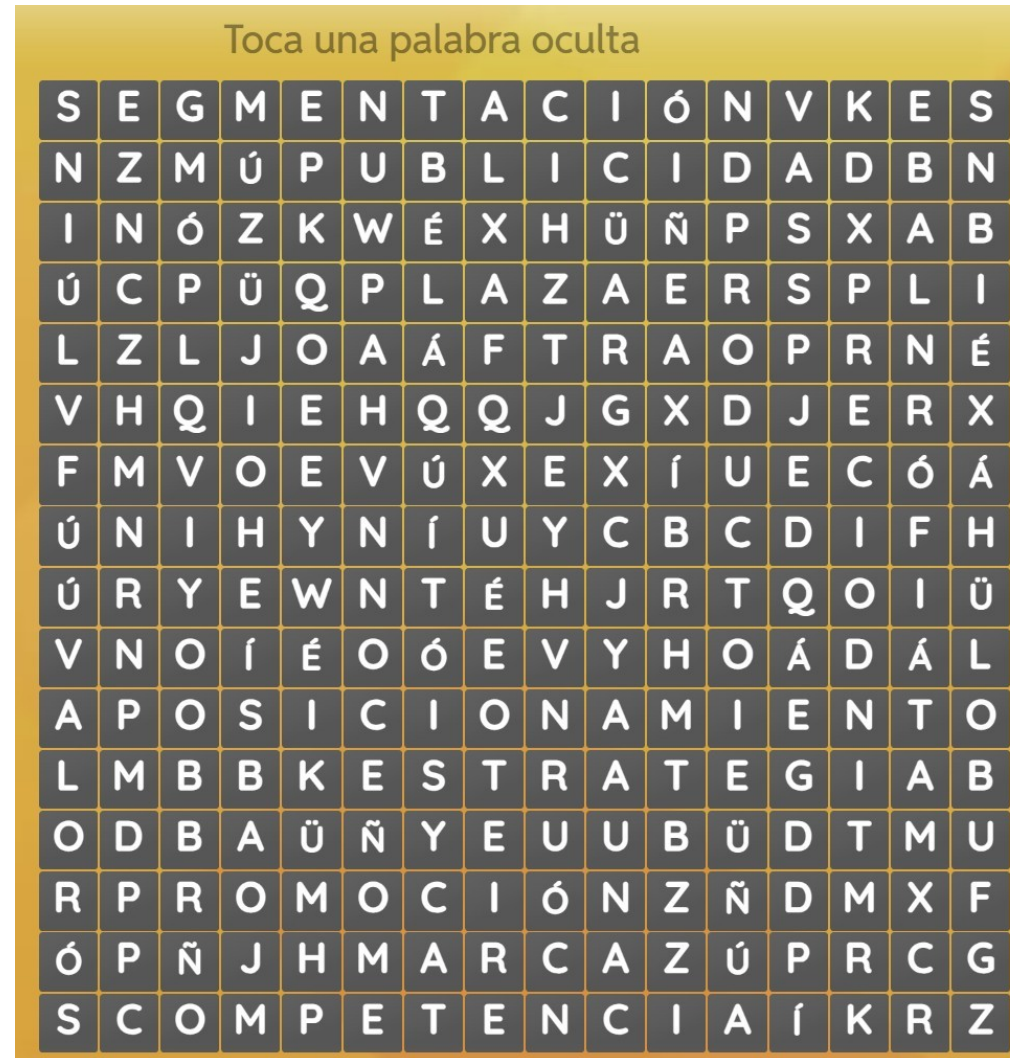 Toca una palabra oculta
S E G M E N T A C I Ó N V K E S
N Z M Ú P U B L I C I D A D B N
I N Ó Z K W É X H Ü Ñ P S X A B
Ú C P Ü Q P L A Z A E R S P L I
L Z L J O A Á F T R A O P R N É
V H Q I E H Q Q J G X D J E R X
F M V O E V Ú X E X Í U E C Ó Á
Ú N I H Y N Í U Y C B C D I F H
Ú R Y E W N T É H J R T Q O I Ü
V N O Í É O Ó E V Y H O Á D Á L
A P O S I C I O N A M I E N T O
L M B B K E S T R A T E G I A B
O D B A Ü Ñ Y E U U B Ü D T M U
R P R O M O C I Ó N Z Ñ D M X F
Ó P Ñ J H M A R C A Z Ú P R C G
S C O M P E T E N C I A Í K R Z